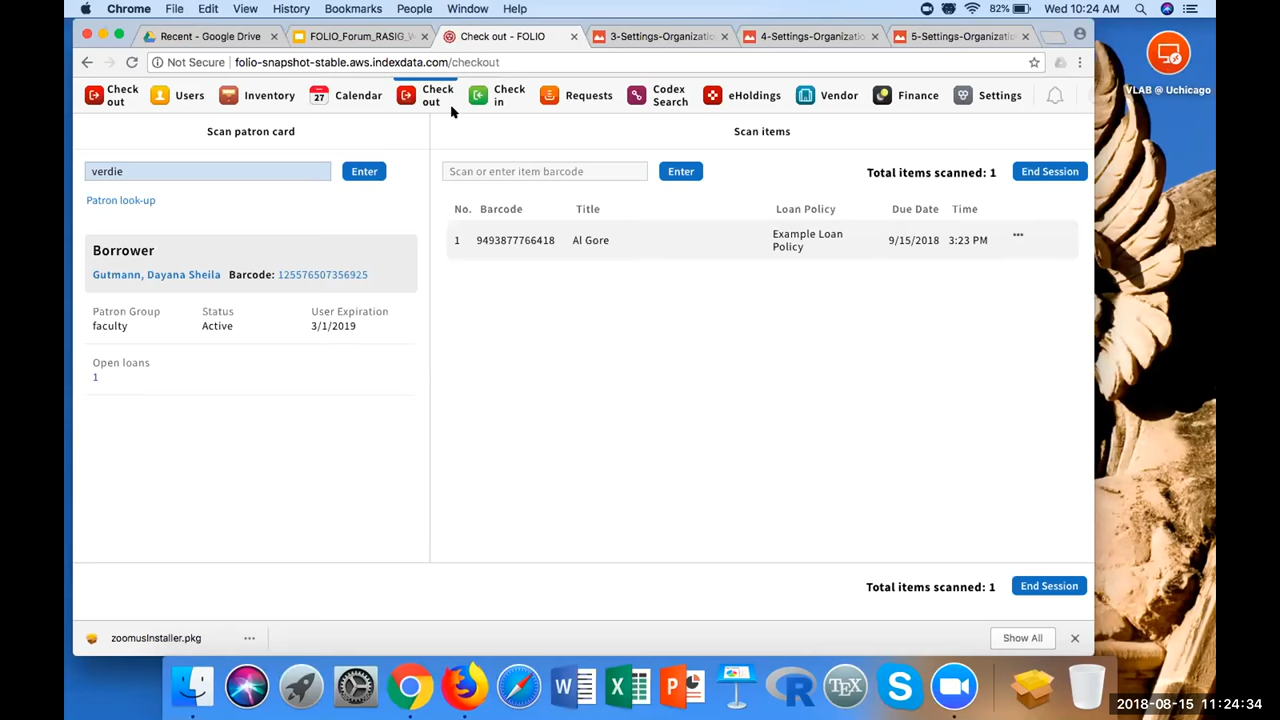 Chrome File Edit View History Bookmarks People Window Help 82% Wed 10:24 AM
Recent - Google Drive FOLIO_Forum_RASIG_ Check out - FOLIO 3-Settings-Organizatio 4-Settings-Organizatio 5-Settings-Organizatio
Not Secure folio-snapshot-stable.aws.indexdata.com/checkout
VLAB @ Uchicago
Check out Users Inventory 27 Calendar Check out Check in Requests Codex Search eHoldings Vendor Finance Settings
Scan patron card Scan items
verdie Enter Scan or enter item barcode Enter Total items scanned: 1 End Session
Patron look-up
No. Barcode Title Loan Policy Due Date Time
1 9493877766418 Al Gore Example Loan Policy 9/15/2018 3:23 PM •••
Borrower
Gutmann, Dayana Sheila Barcode: 125576507356925
Patron Group Status User Expiration
faculty Active 3/1/2019
Open loans
1
Total items scanned: 1 End Session
zoomusInstaller.pkg Show All
W X P R TEX S
2018-08-15 11:24:34